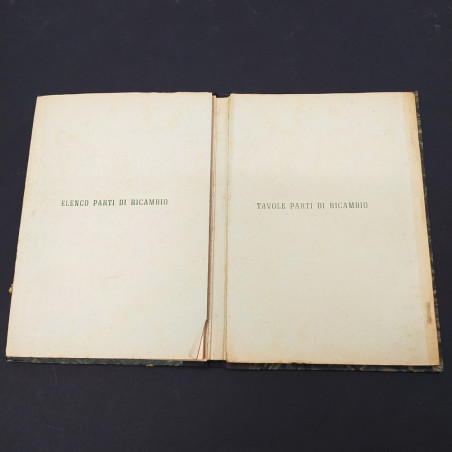 ELENCO PARTI DI RICAMBIO
TAVOLE PARTI DI RICAMBIO